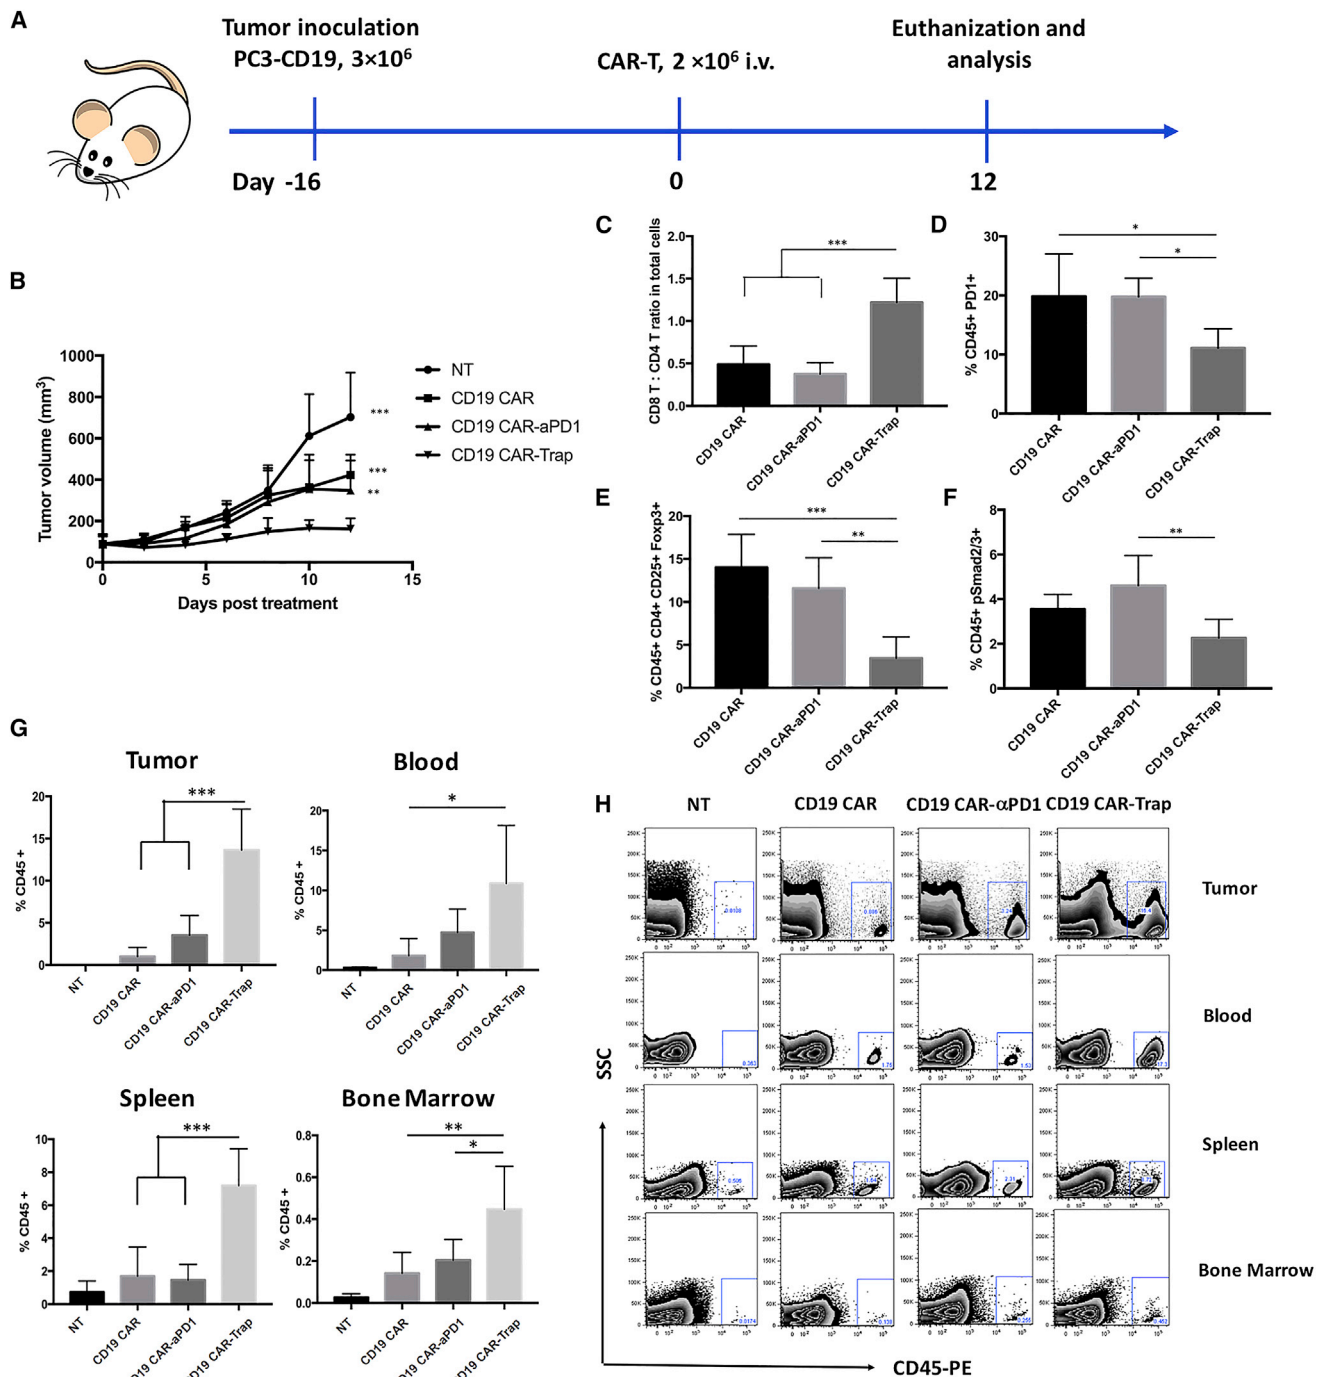 A
Tumor inoculation
PC3-CD19, 3×10⁶
CAR-T, 2 ×10⁶ i.v.
Euthanization and
analysis
Day -16
0
12
B
Tumor volume (mm³)
1000
800
600
400
200
0
0
5
10
15
Days post treatment
NT
CD19 CAR
CD19 CAR-aPD1
CD19 CAR-Trap
***
***
**
C
CD8 T : CD4 T ratio in total cells
2.0
1.5
1.0
0.5
0.0
***
CD19 CAR
CD19 CAR-aPD1
CD19 CAR-Trap
D
% CD45+ PD1+
30
20
10
0
*
*
CD19 CAR
CD19 CAR-aPD1
CD19 CAR-Trap
E
% CD45+ CD4+ CD25+ Foxp3+
20
15
10
5
0
***
**
CD19 CAR
CD19 CAR-aPD1
CD19 CAR-Trap
F
% CD45+ pSmad2/3+
8
6
4
2
0
**
CD19 CAR
CD19 CAR-aPD1
CD19 CAR-Trap
G
Tumor
% CD45 +
20
15
10
5
0
***
NT
CD19 CAR
CD19 CAR-aPD1
CD19 CAR-Trap
Blood
% CD45 +
20
15
10
5
0
*
NT
CD19 CAR
CD19 CAR-aPD1
CD19 CAR-Trap
Spleen
% CD45 +
10
8
6
4
2
0
***
NT
CD19 CAR
CD19 CAR-aPD1
CD19 CAR-Trap
Bone Marrow
% CD45 +
0.8
0.6
0.4
0.2
0.0
**
*
NT
CD19 CAR
CD19 CAR-aPD1
CD19 CAR-Trap
H
NT
CD19 CAR
CD19 CAR-αPD1
CD19 CAR-Trap
Tumor
Blood
Spleen
Bone Marrow
SSC
CD45-PE